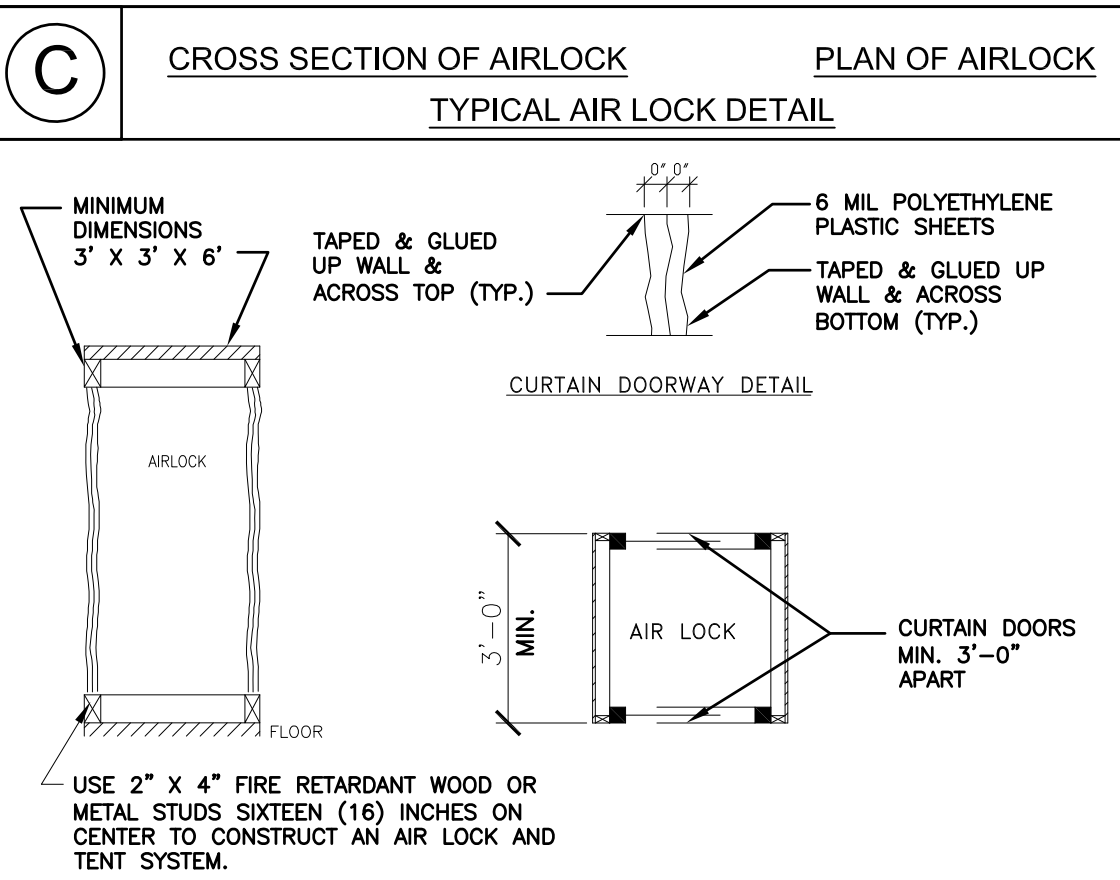 C
CROSS SECTION OF AIRLOCK
PLAN OF AIRLOCK
TYPICAL AIR LOCK DETAIL
MINIMUM
DIMENSIONS
3' X 3' X 6'
TAPED & GLUED
UP WALL &
ACROSS TOP (TYP.)
0" 0"
6 MIL POLYETHYLENE
PLASTIC SHEETS
TAPED & GLUED UP
WALL & ACROSS
BOTTOM (TYP.)
CURTAIN DOORWAY DETAIL
AIRLOCK
FLOOR
3'-0"
MIN.
AIR LOCK
CURTAIN DOORS
MIN. 3'-0"
APART
USE 2" X 4" FIRE RETARDANT WOOD OR
METAL STUDS SIXTEEN (16) INCHES ON
CENTER TO CONSTRUCT AN AIR LOCK AND
TENT SYSTEM.